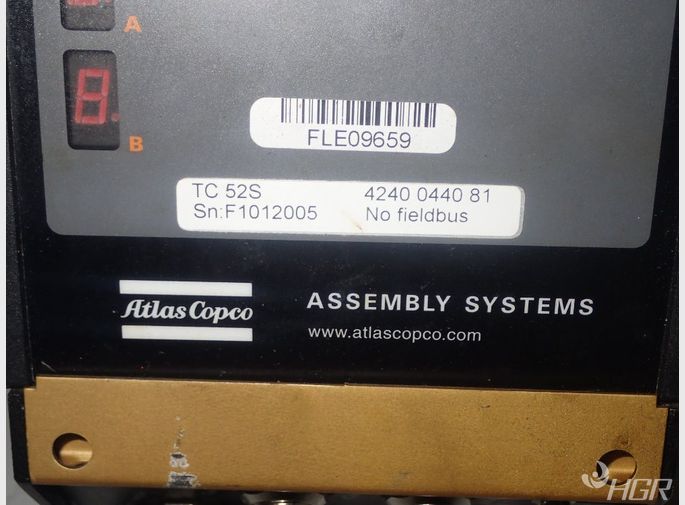 A
8.
B
FLE09659
TC 52S 4240 0440 81
Sn:F1012005 No fieldbus
Atlas Copco ASSEMBLY SYSTEMS
www.atlascopco.com
HGR